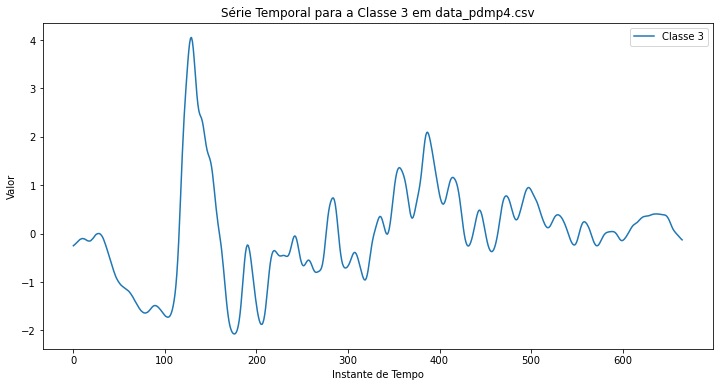 Série Temporal para a Classe 3 em data_pdmp4.csv
Classe 3
4
3
2
1
0
−1
−2
Valor
0 100 200 300 400 500 600
Instante de Tempo